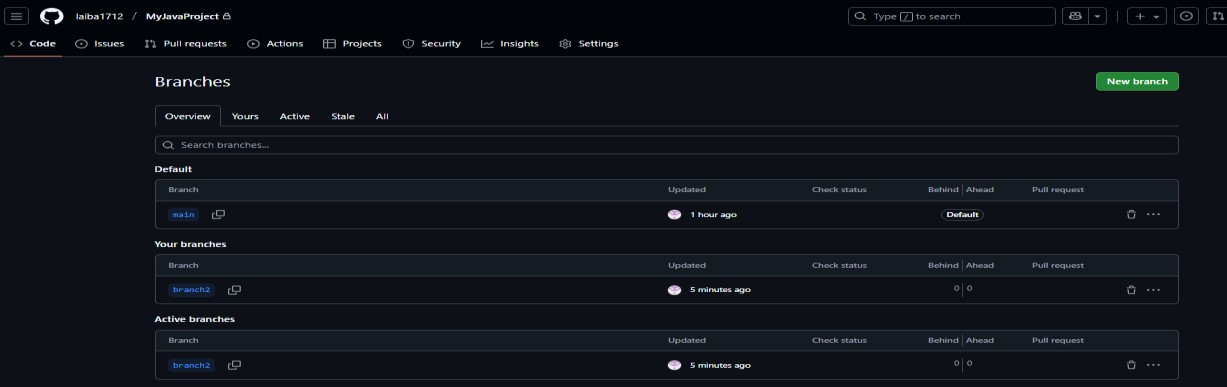 laiba1712 / MyJavaProject
Type / to search
Code Issues Pull requests Actions Projects Security Insights Settings
Branches
New branch
Overview Yours Active Stale All
Search branches...
Default
Branch Updated Check status Behind Ahead Pull request
main 1 hour ago Default
Your branches
Branch Updated Check status Behind Ahead Pull request
branch2 5 minutes ago 0 0
Active branches
Branch Updated Check status Behind Ahead Pull request
branch2 5 minutes ago 0 0